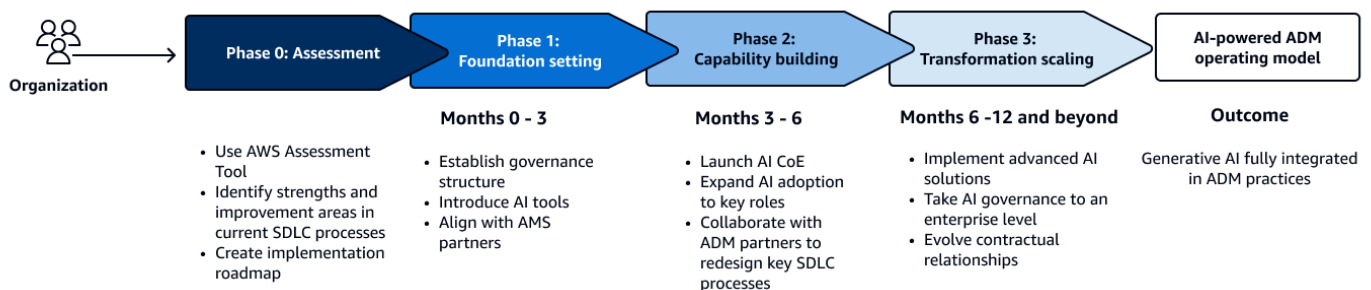 Organization
Phase 0: Assessment
Phase 1:
Foundation setting
Phase 2:
Capability building
Phase 3:
Transformation scaling
AI-powered ADM
operating model
Months 0 - 3
Months 3 - 6
Months 6 -12 and beyond
Outcome
• Use AWS Assessment
Tool
• Identify strengths and
improvement areas in
current SDLC processes
• Create implementation
roadmap
• Establish governance
structure
• Introduce AI tools
• Align with AMS
partners
• Launch AI CoE
• Expand AI adoption
to key roles
• Collaborate with
ADM partners to
redesign key SDLC
processes
• Implement advanced AI
solutions
• Take AI governance to an
enterprise level
• Evolve contractual
relationships
Generative AI fully integrated
in ADM practices